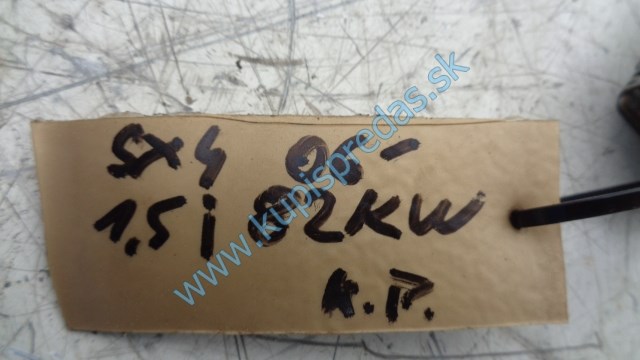 SX4 06-
1,5i 82KW
K.P.
www.kupispredas.sk